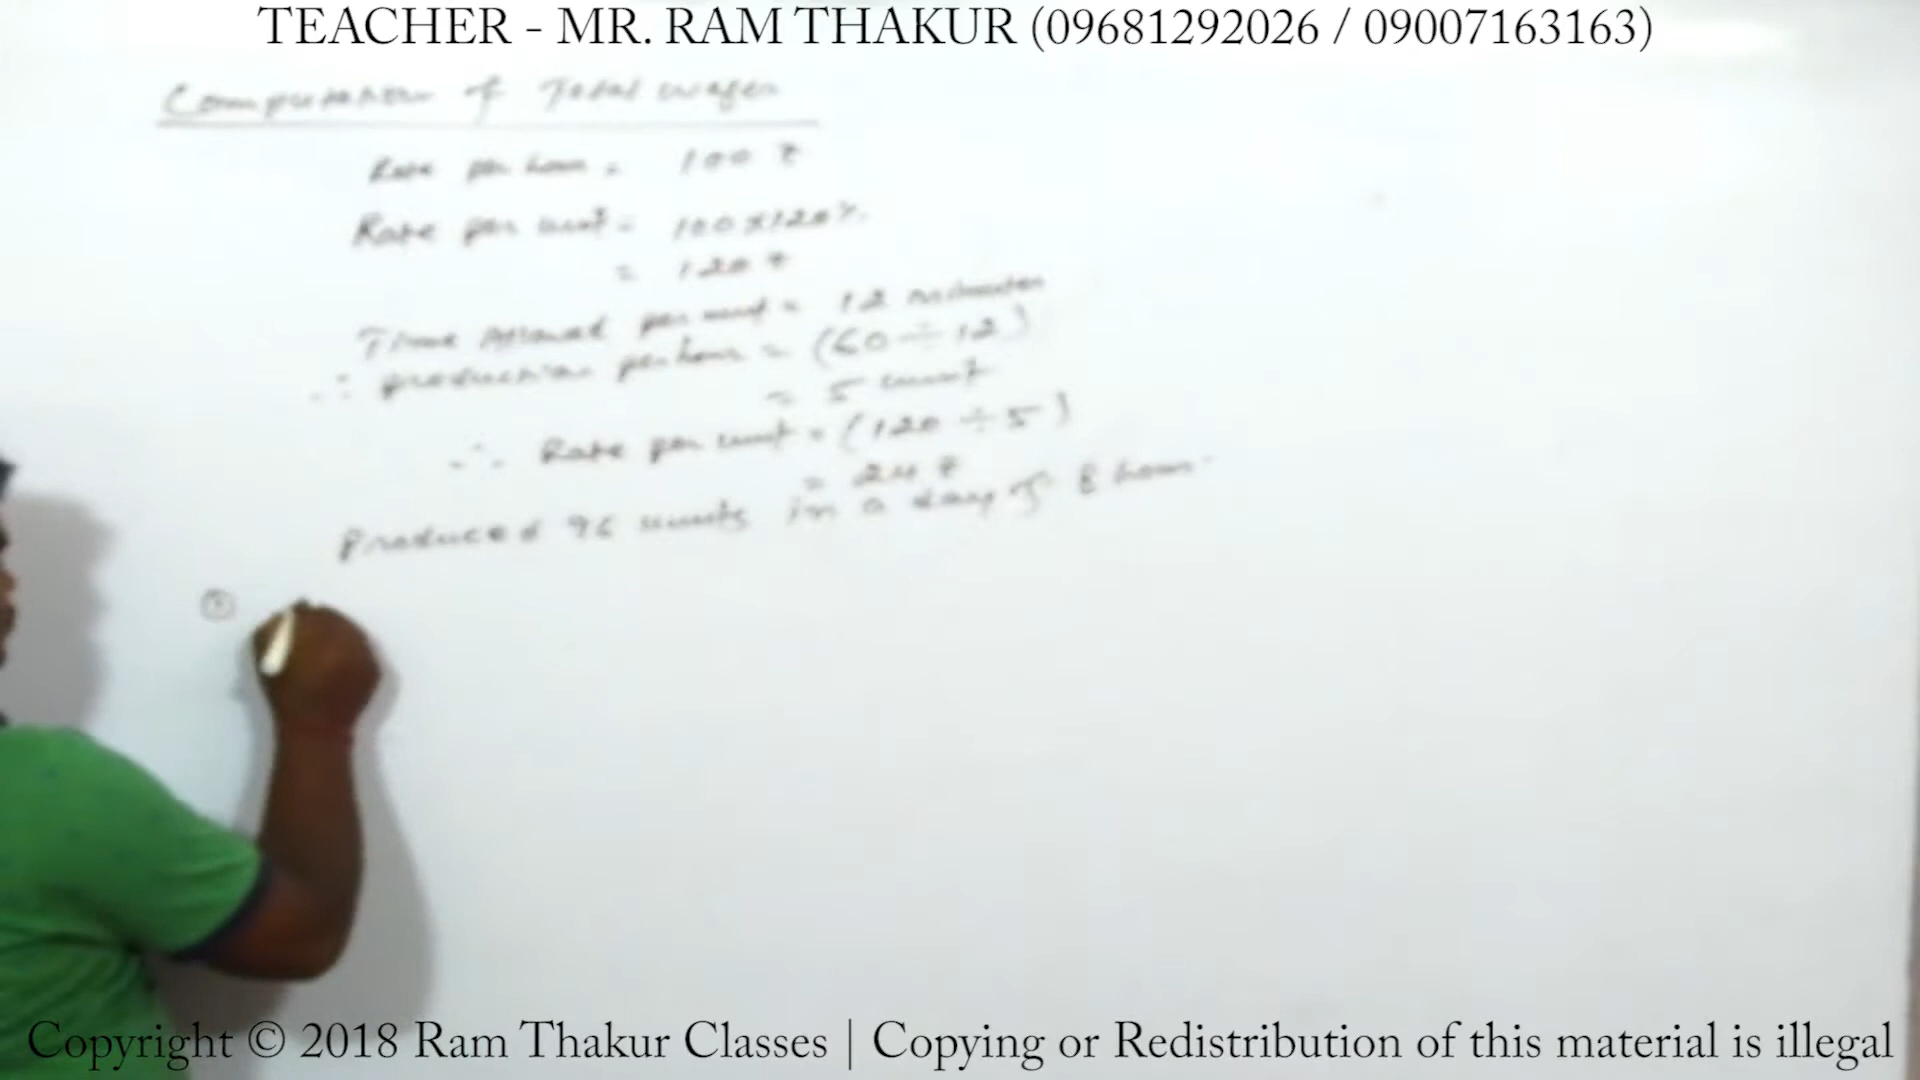 TEACHER - MR. RAM THAKUR (09681292026 / 09007163163)
Computation of Total wages
Rate per hour = 100 ₹
Rate per unit = 100 x 120%
= 120 ₹
Time Allowed per unit = 12 minutes
∴ production per hour = (60 ÷ 12)
= 5 unit
∴ Rate per unit = (120 ÷ 5)
= 24 ₹
Produced 96 units in a day of 8 hour
Copyright © 2018 Ram Thakur Classes | Copying or Redistribution of this material is illegal